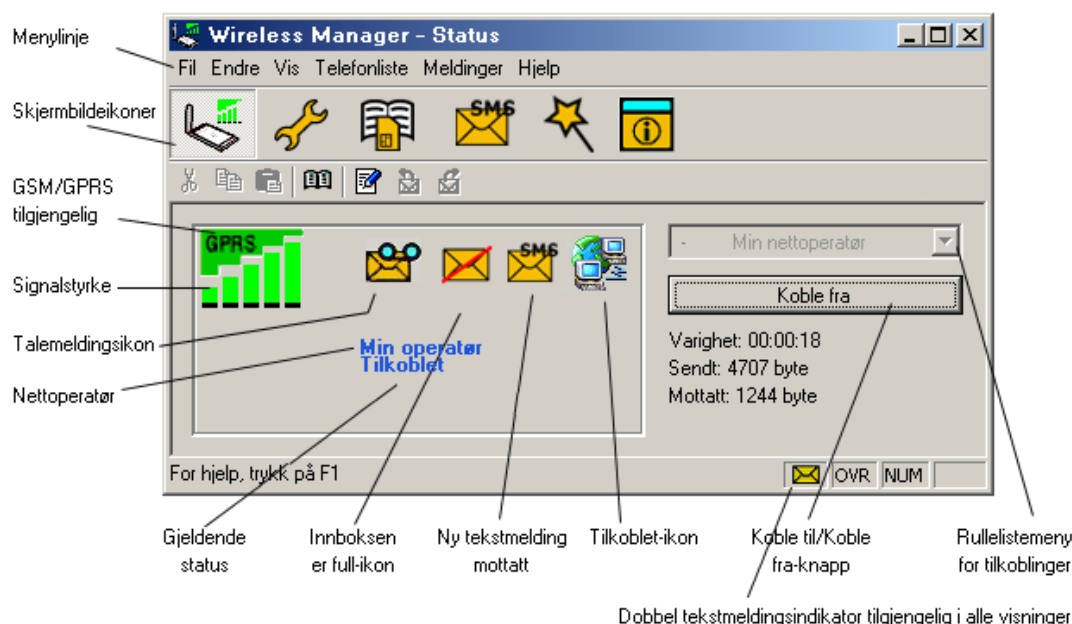 Menylinje
Skjermbildeikoner
GSM/GPRS
tilgjengelig
Signalstyrke
Talemeldingsikon
Nettoperatør
Wireless Manager - Status
Fil Endre Vis Telefonliste Meldinger Hjelp
SMS
GPRS
SMS
Min operatør
Tilkoblet
- Min nettoperatør
Koble fra
Varighet: 00:00:18
Sendt: 4707 byte
Mottatt: 1244 byte
For hjelp, trykk på F1
OVR NUM
Gjeldende
status
Innboksen
er full-ikon
Ny tekstmelding
mottatt
Tilkoblet-ikon
Koble til/Koble
fra-knapp
Rullelistemeny
for tilkoblinger
Dobbel tekstmeldingsindikator tilgjengelig i alle visninger